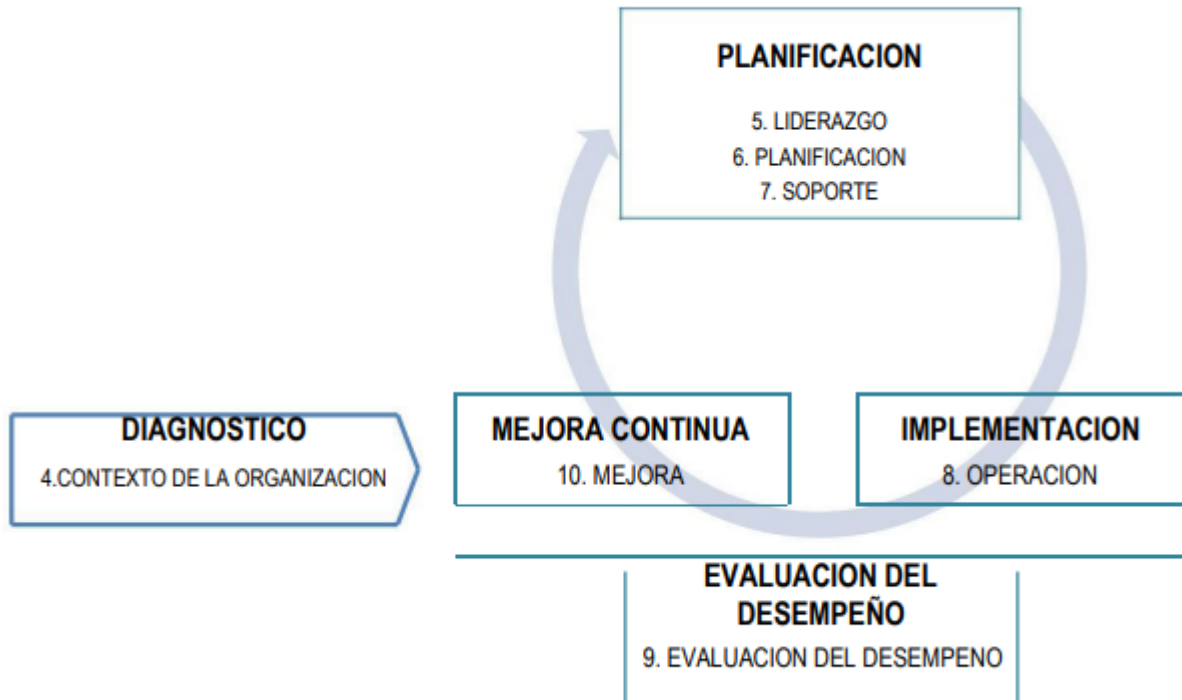 PLANIFICACION
5. LIDERAZGO
6. PLANIFICACION
7. SOPORTE
DIAGNOSTICO
4.CONTEXTO DE LA ORGANIZACION
MEJORA CONTINUA
10. MEJORA
IMPLEMENTACION
8. OPERACION
EVALUACION DEL
DESEMPEÑO
9. EVALUACION DEL DESEMPENO